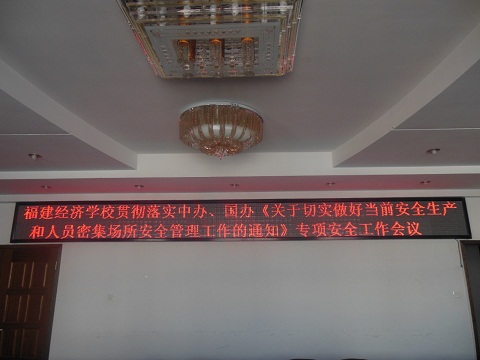 福建经济学校贯彻落实中办、国办《关于切实做好当前安全生产
和人员密集场所安全管理工作的通知》专项安全工作会议